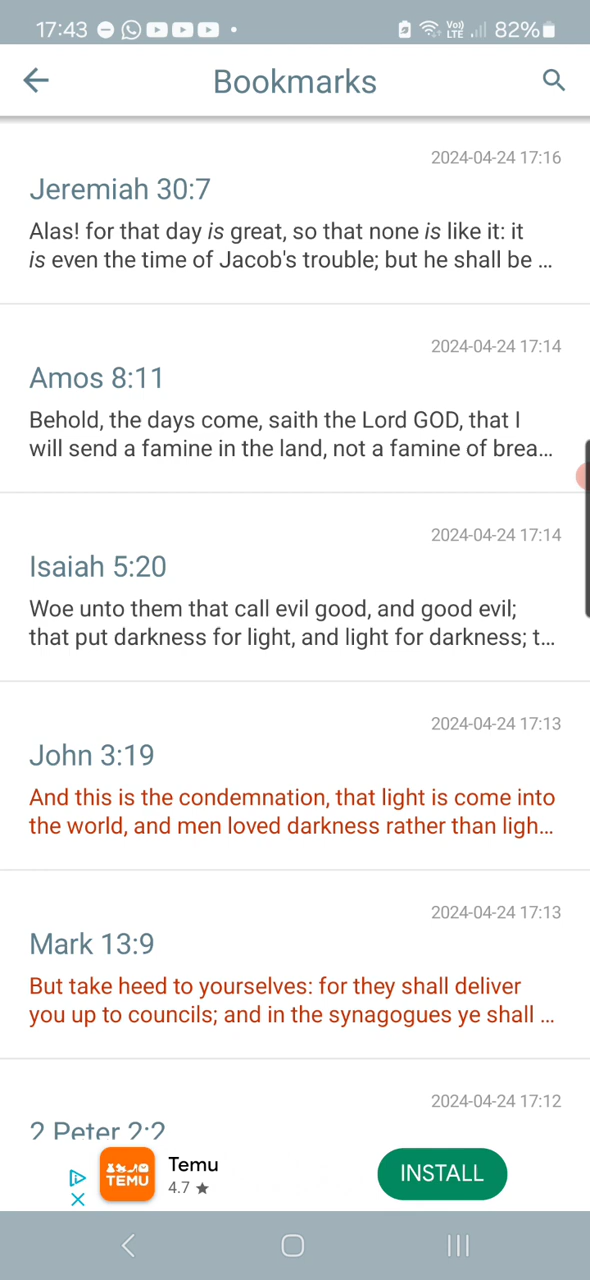 17:43
Vo))
LTE
82%
Bookmarks
2024-04-24 17:16
Jeremiah 30:7
Alas! for that day is great, so that none is like it: it
is even the time of Jacob's trouble; but he shall be ...
2024-04-24 17:14
Amos 8:11
Behold, the days come, saith the Lord GOD, that I
will send a famine in the land, not a famine of brea...
2024-04-24 17:14
Isaiah 5:20
Woe unto them that call evil good, and good evil;
that put darkness for light, and light for darkness; t...
2024-04-24 17:13
John 3:19
And this is the condemnation, that light is come into
the world, and men loved darkness rather than ligh...
2024-04-24 17:13
Mark 13:9
But take heed to yourselves: for they shall deliver
you up to councils; and in the synagogues ye shall ...
2024-04-24 17:12
2 Peter 2:2
TEMU
Temu
4.7 ★
INSTALL